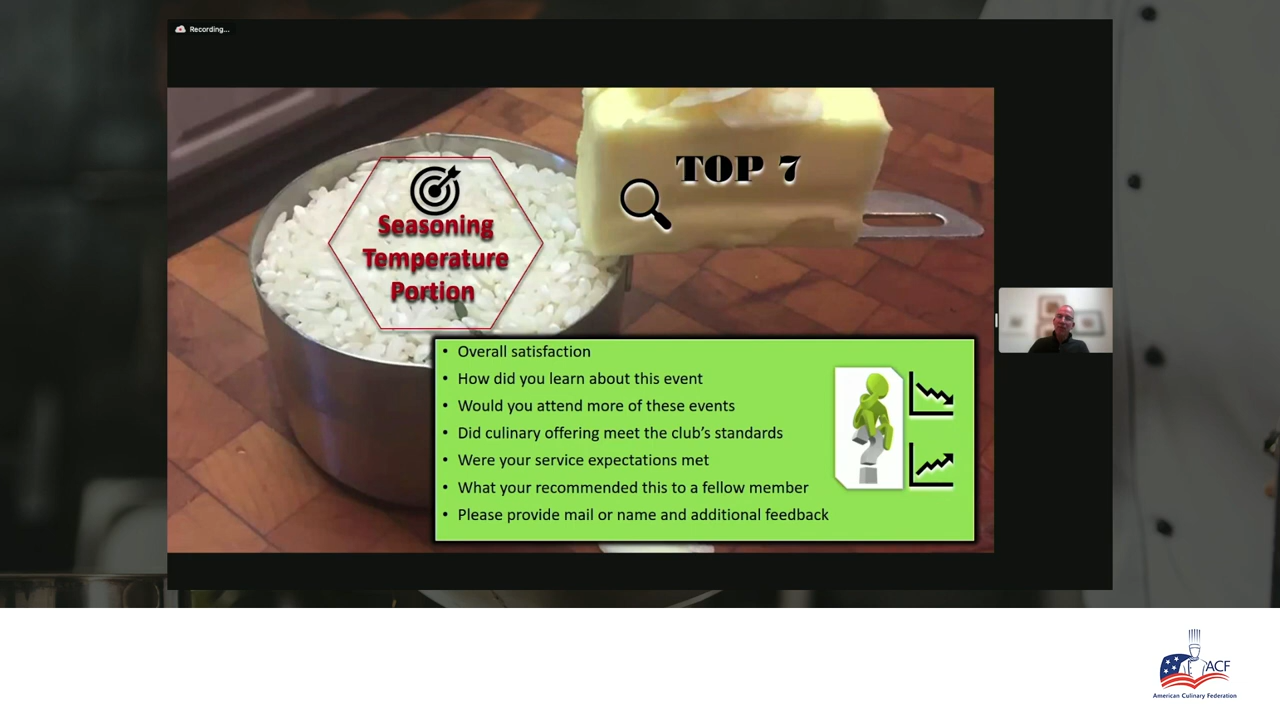 Recording...
TOP 7
Seasoning
Temperature
Portion
• Overall satisfaction
• How did you learn about this event
• Would you attend more of these events
• Did culinary offering meet the club's standards
• Were your service expectations met
• What your recommended this to a fellow member
• Please provide mail or name and additional feedback
ACF
American Culinary Federation